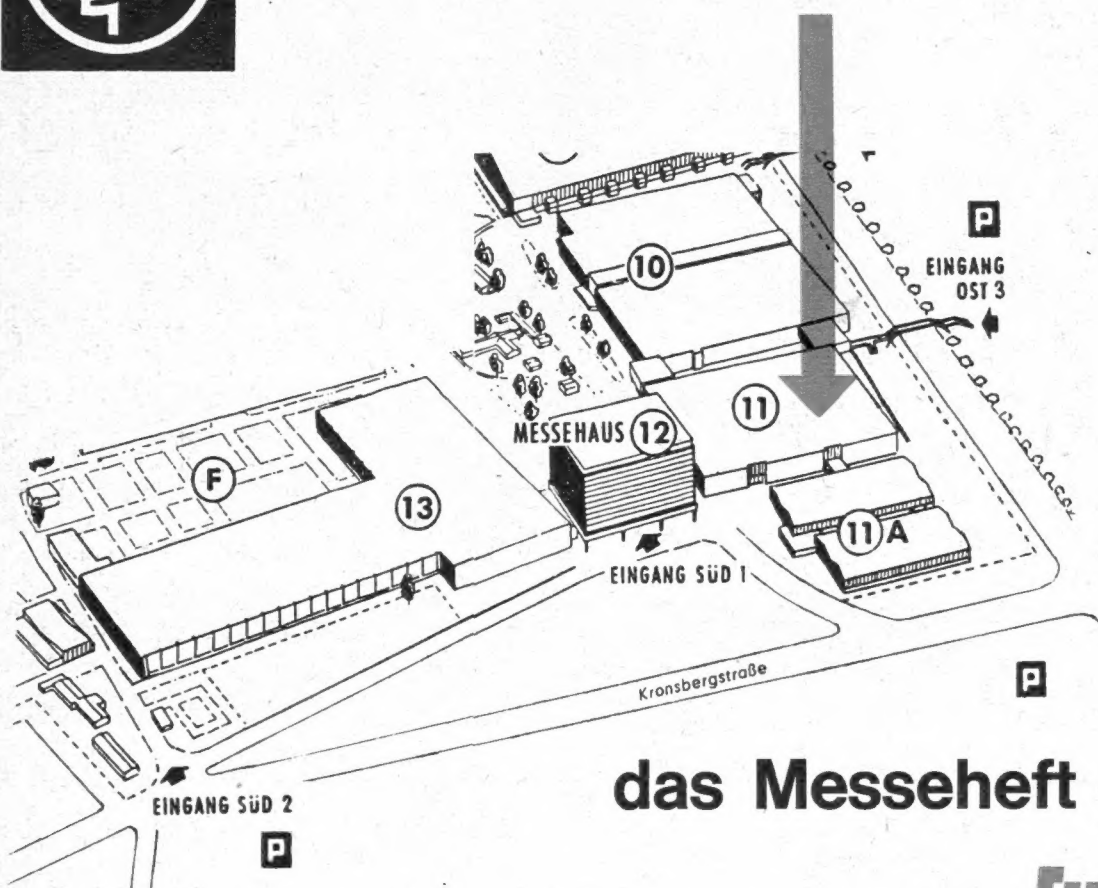 P
EINGANG
OST 3
10
11
MESSEHAUS 12
F
13
11 A
EINGANG SÜD 1
Kronsbergstraße
P
EINGANG SÜD 2
P
das Messeheft